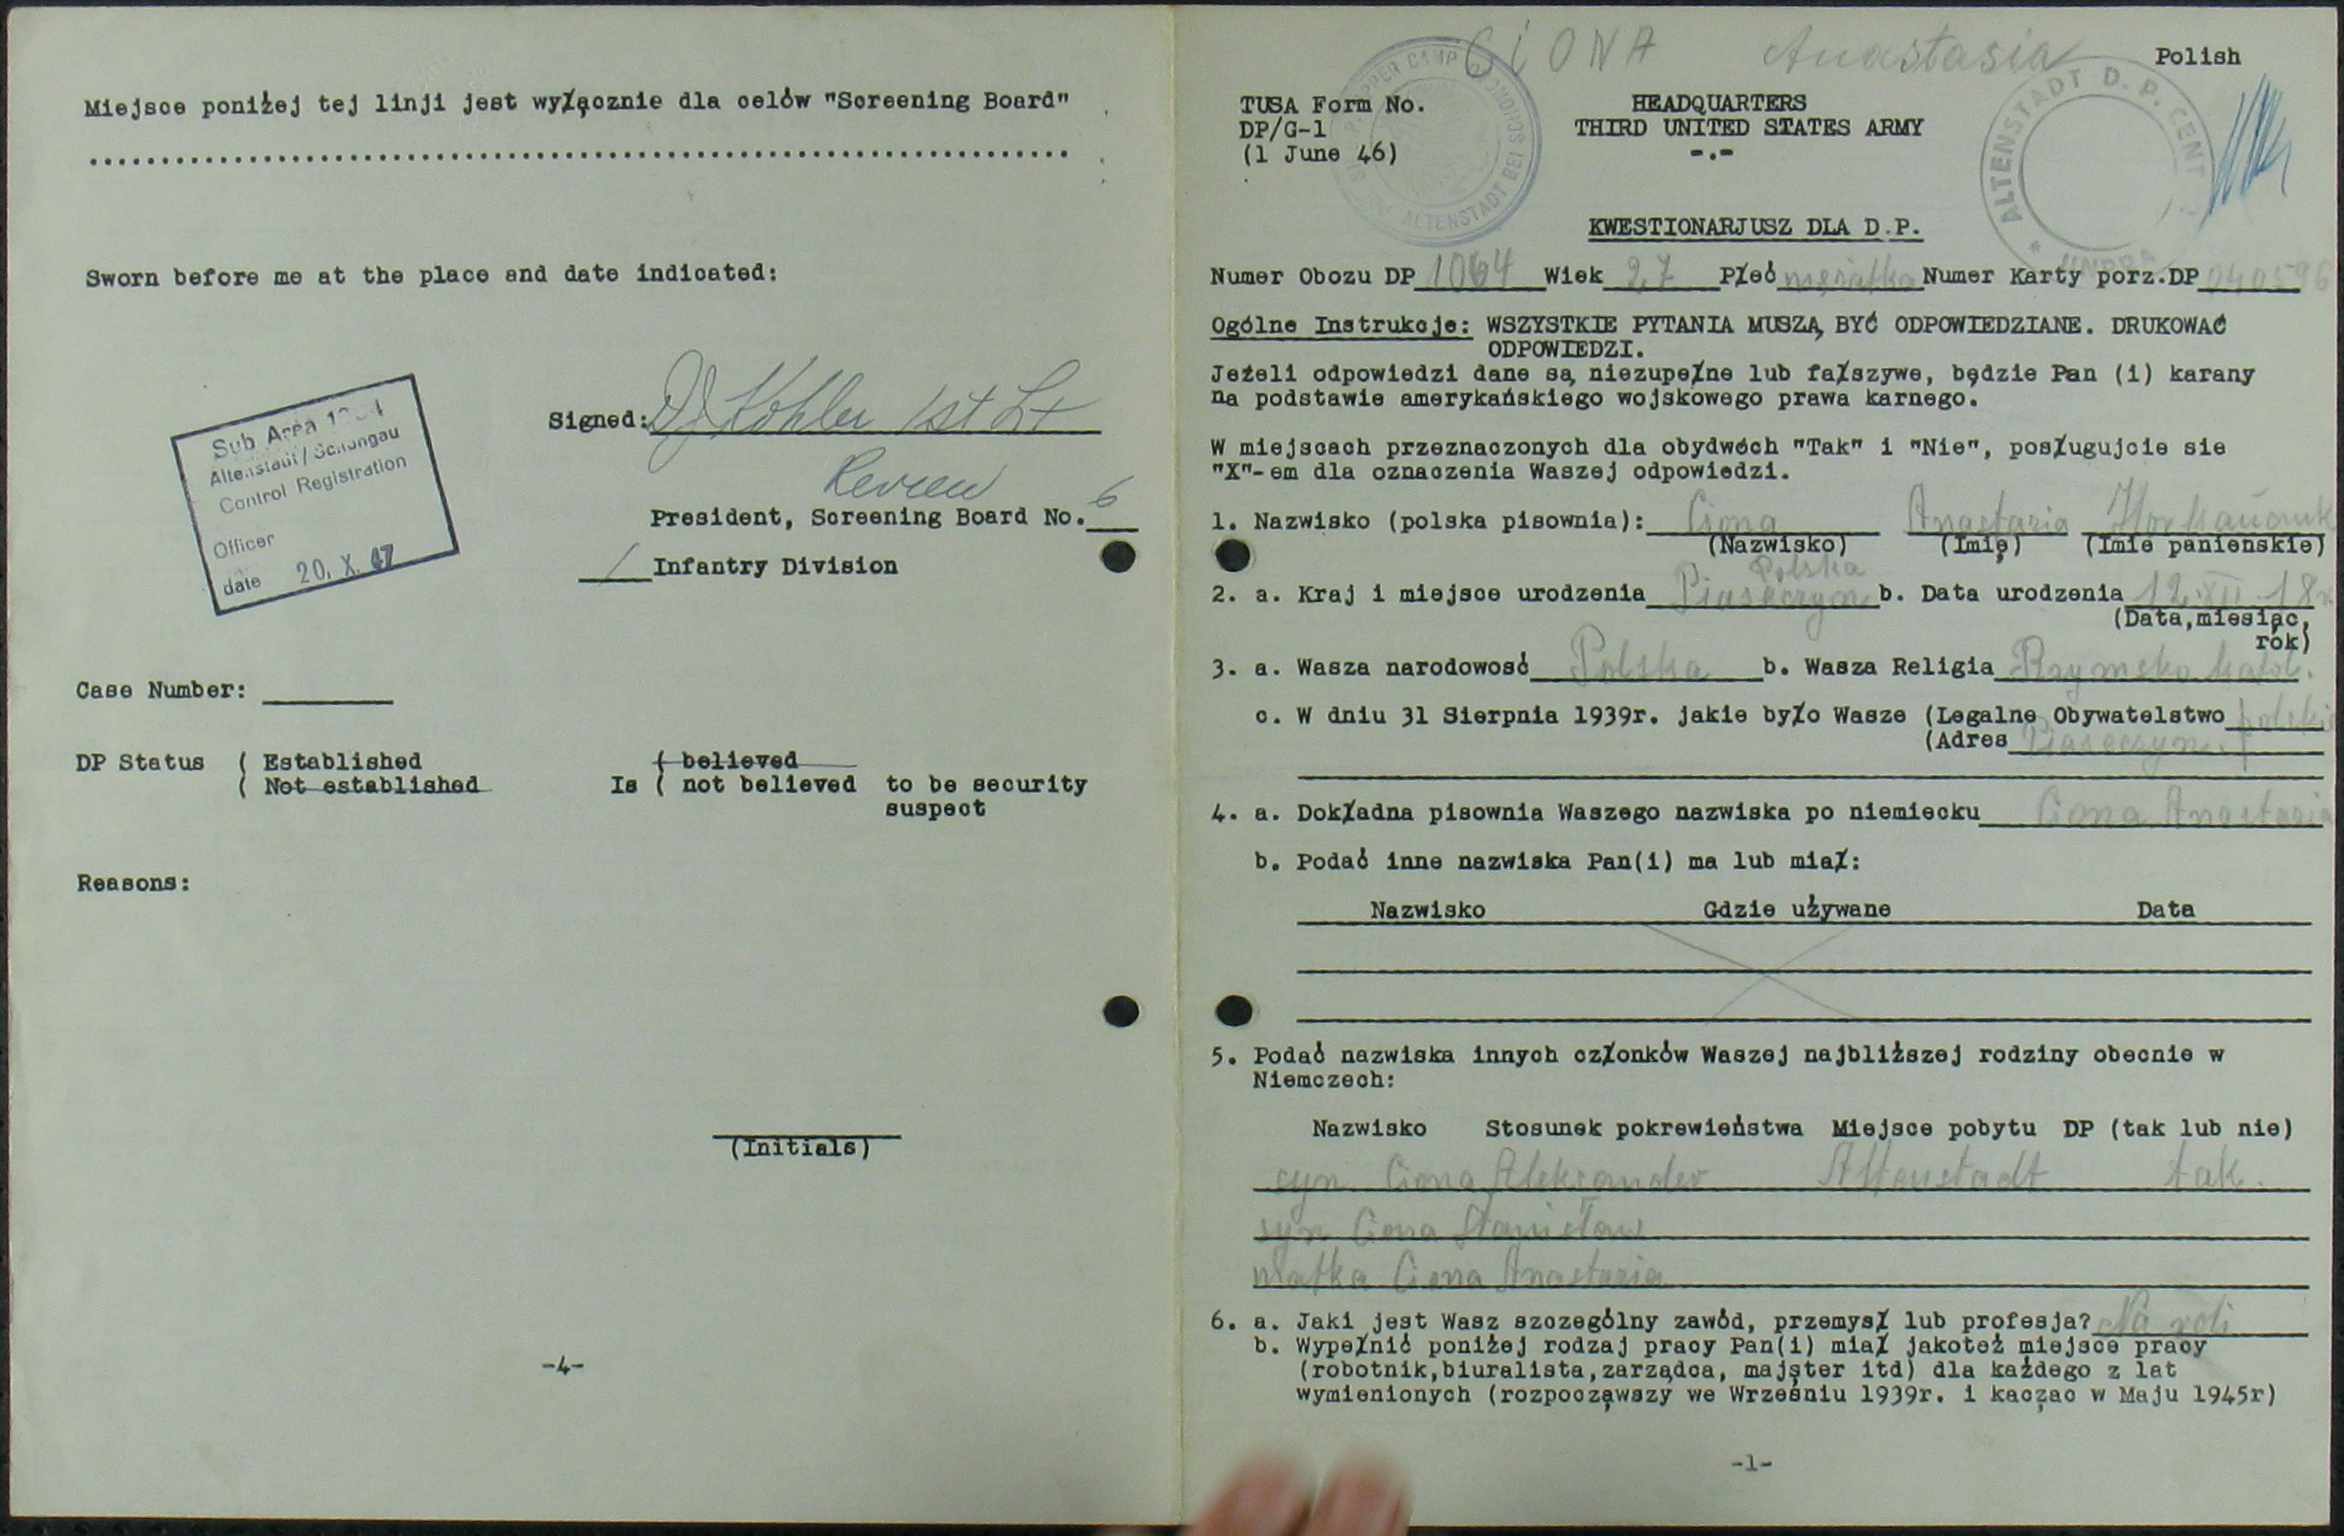 Miejsce poniżej tej linji jest wyłącznie dla celów "Screening Board"
Sworn before me at the place and date indicated:
Signed: Kohler 1st Lt
Review
President, Screening Board No. 6
1 Infantry Division
Sub Area
Altenstadt / Schongau
Control Registration
Officer
date 20. X. 47
Case Number:
DP Status ( Established ( believed
( Not established Is ( not believed to be security
suspect
Reasons:
(Initials)
-4-
CIONA Anastasia Polish
UPPER CAMP
ALTENSTADT BEI SCHONGAU
ALTENSTADT D. P. CENT
UNRRA
TUSA Form No. HEADQUARTERS
DP/G-1 THIRD UNITED STATES ARMY
(1 June 46) -.-
KWESTIONARJUSZ DLA D.P.
Numer Obozu DP 1064 Wiek 27 Płeć mężatka Numer Karty porz.DP 040596
Ogólne Instrukcje: WSZYSTKIE PYTANIA MUSZĄ BYĆ ODPOWIEDZIANE. DRUKOWAĆ
ODPOWIEDZI.
Jeżeli odpowiedzi dane są niezupełne lub fałszywe, będzie Pan (i) karany
na podstawie amerykańskiego wojskowego prawa karnego.
W miejscach przeznaczonych dla obydwóch "Tak" i "Nie", posługujcie sie
"X"-em dla oznaczenia Waszej odpowiedzi.
1. Nazwisko (polska pisownia): Ciona Anastazia
(Nazwisko) (Imię) (Imie panienskie)
Polska
2. a. Kraj i miejsce urodzenia Piaseczyn b. Data urodzenia 12.XII.18r
(Data,miesiąc,
rok)
3. a. Wasza narodowość Polska b. Wasza Religia Rzymsko katol.
c. W dniu 31 Sierpnia 1939r. jakie było Wasze (Legalne Obywatelstwo polskie
(Adres Piaseczyn
4. a. Dokładna pisownia Waszego nazwiska po niemiecku Ciona Anastazia
b. Podać inne nazwiska Pan(i) ma lub miał:
Nazwisko Gdzie używane Data
5. Podać nazwiska innych członków Waszej najbliższej rodziny obecnie w
Niemczech:
Nazwisko Stosunek pokrewieństwa Miejsce pobytu DP (tak lub nie)
syn Ciona Aleksander Altenstadt tak.
syn Ciona Stanisław
matka Ciona Anastazia
6. a. Jaki jest Wasz szczególny zawód, przemysł lub profesja? Na roli
b. Wypełnić poniżej rodzaj pracy Pan(i) miał jakoteż miejsce pracy
(robotnik,biuralista,zarządca, majster itd) dla każdego z lat
wymienionych (rozpocząwszy we Wrześniu 1939r. i kacząc w Maju 1945r)
-1-